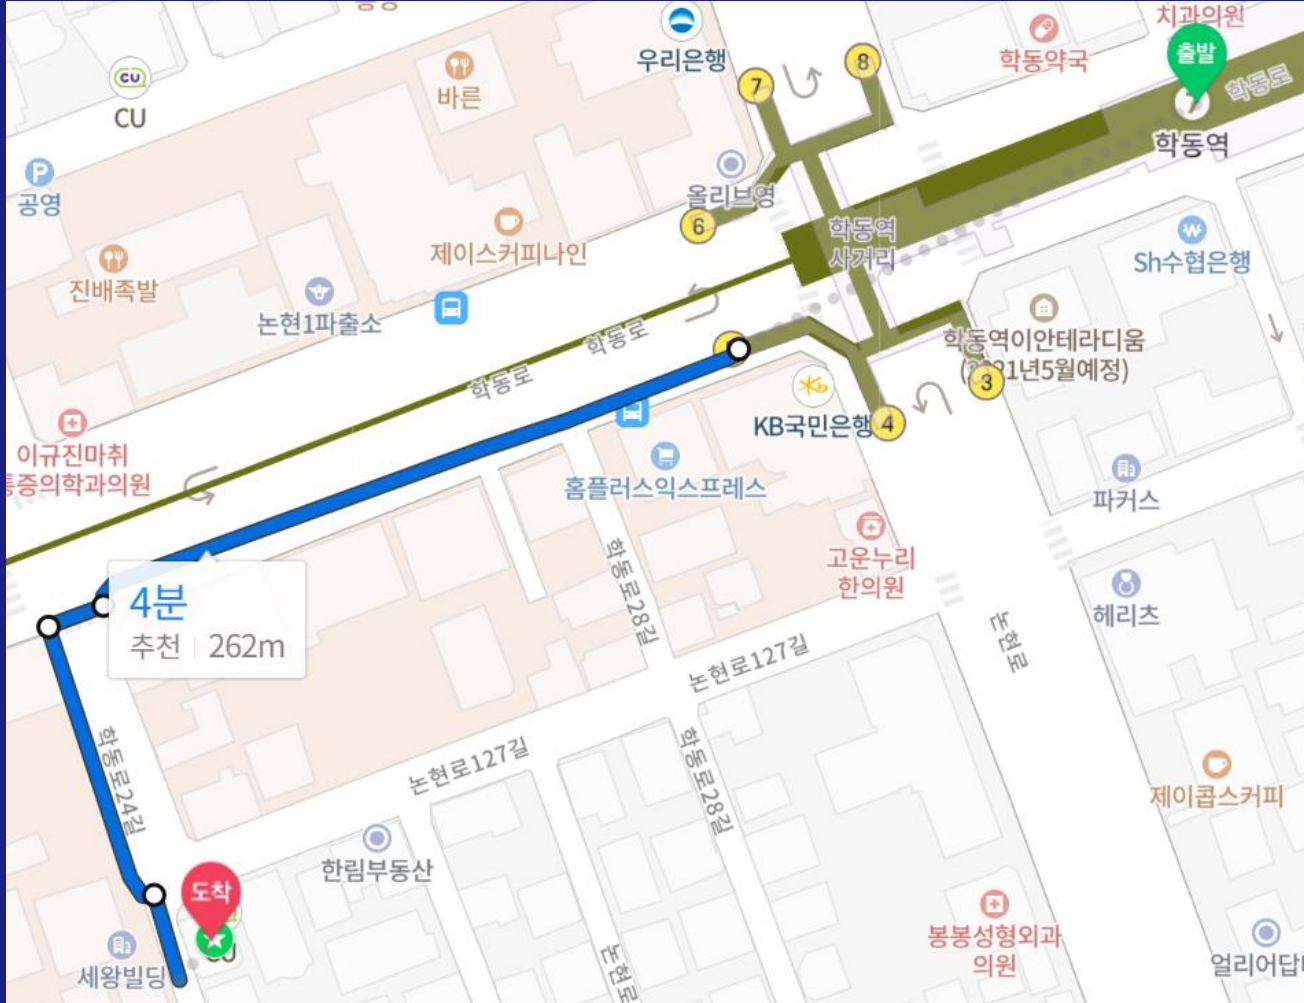 우리은행
치과의원
출발
학동약국
7
8
CU
CU
바른
7
학동로
학동역
P
공영
올리브영
6
학동역
사거리
Sh수협은행
제이스커피나인
진배족발
논현1파출소
학동로
학동로
학동역이안테라디움
(2021년5월예정)
3
KB국민은행
4
이규진마취
통증의학과의원
홈플러스익스프레스
파커스
고운누리
한의원
학동로28길
4분
추천 262m
헤리츠
논현로
논현로127길
학동로24길
논현로127길
학동로28길
제이콥스커피
한림부동산
도착
CU
봉봉성형외과
의원
세왕빌딩
논현로
얼리어답